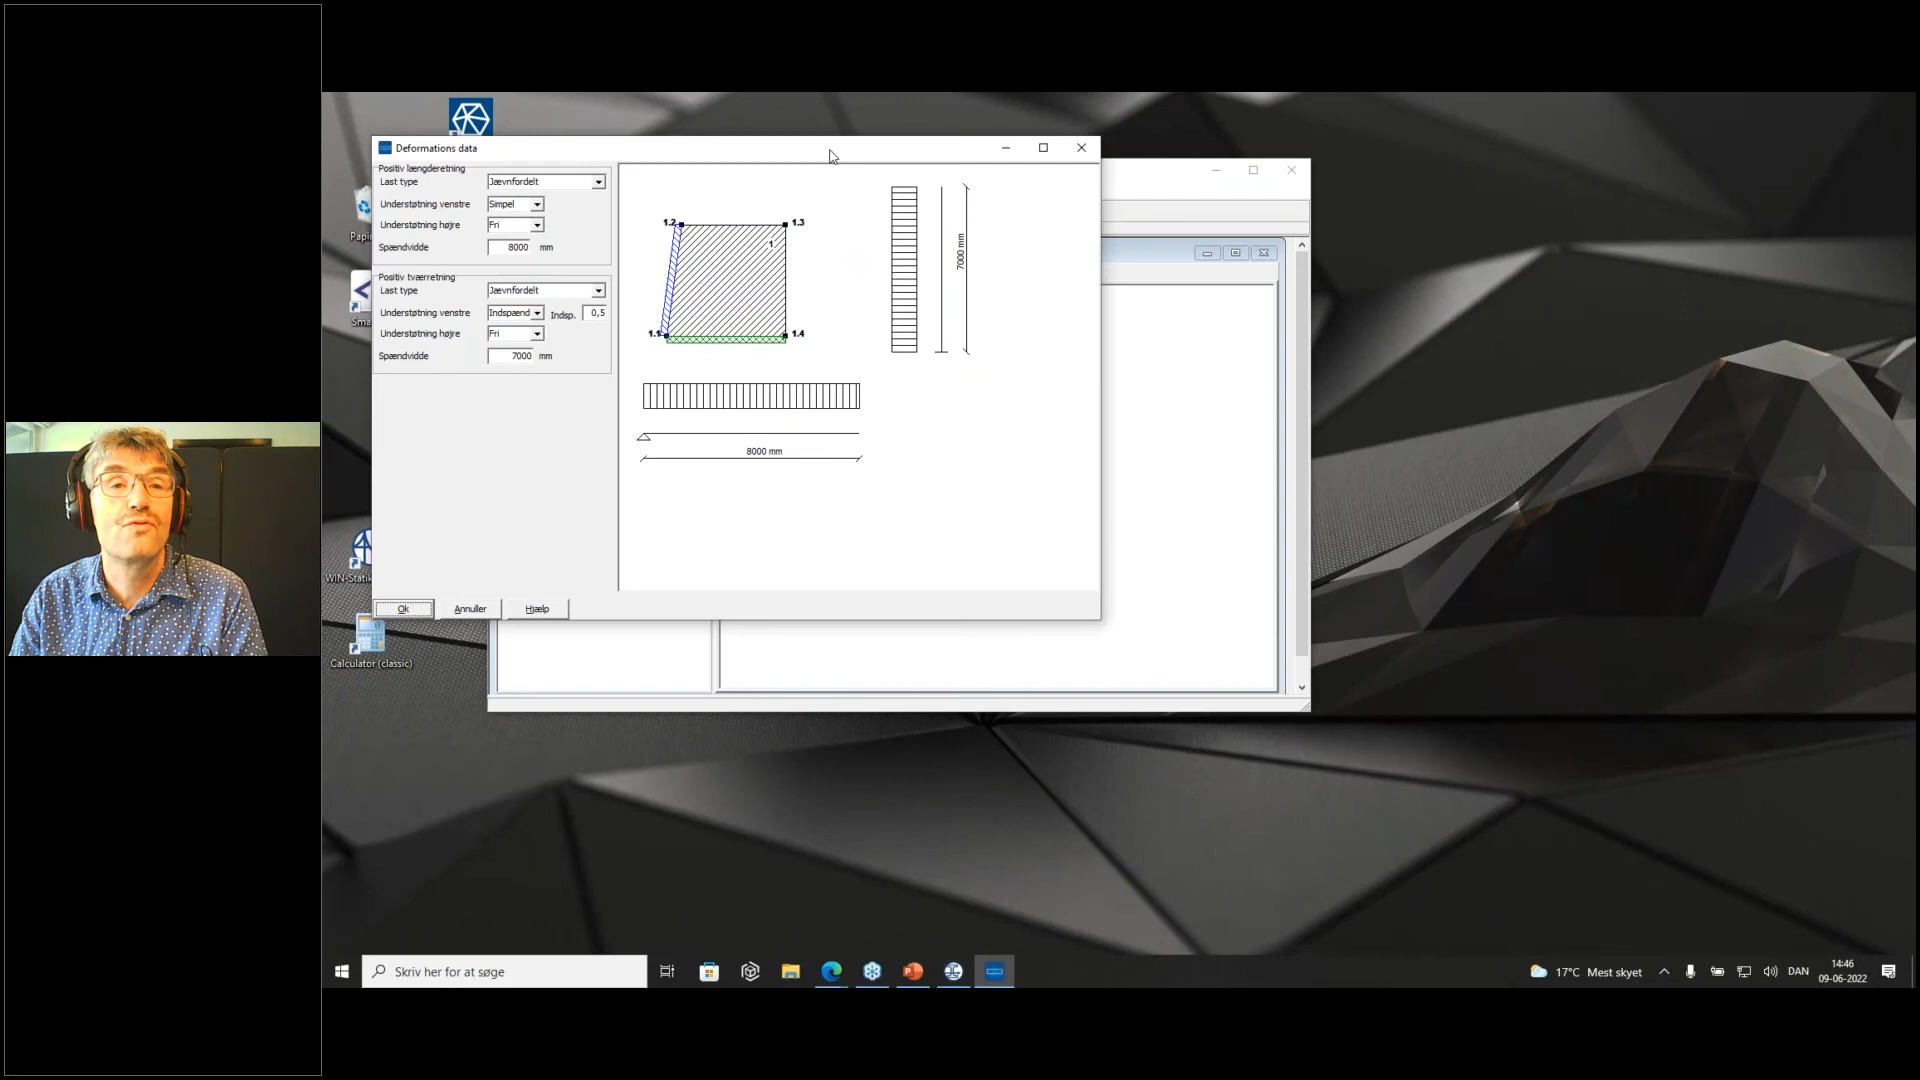 Deformations data
Positiv længderetning
Last type
Jævnfordelt
Understøtning venstre
Simpel
Understøtning højre
Fri
Spændvidde
8000
mm
Positiv tværretning
Last type
Jævnfordelt
Understøtning venstre
Indspænd
Indsp.
0,5
Understøtning højre
Fri
Spændvidde
7000
mm
1.2
1.3
1
1.1
1.4
7000 mm
8000 mm
Ok
Annuller
Hjælp
Calculator (classic)
Skriv her for at søge
17°C Mest skyet
DAN
14:46
09-06-2022